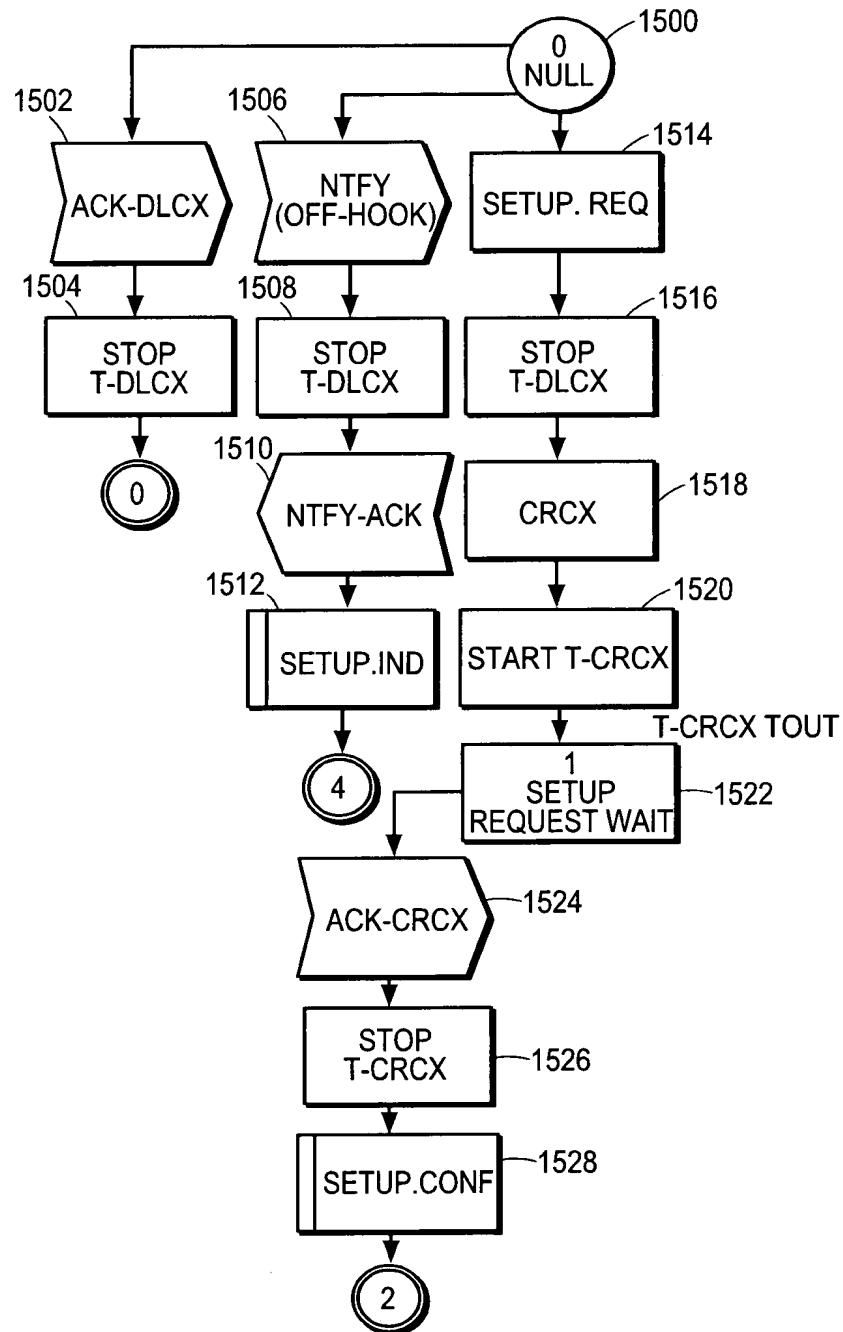 1500
0
NULL
1502
ACK-DLCX
1506
NTFY
(OFF-HOOK)
1514
SETUP. REQ
1504
STOP
T-DLCX
1508
STOP
T-DLCX
1516
STOP
T-DLCX
0
1510
NTFY-ACK
CRCX
1518
1512
SETUP.IND
1520
START T-CRCX
T-CRCX TOUT
4
1
SETUP
REQUEST WAIT
1522
ACK-CRCX
1524
STOP
T-CRCX
1526
SETUP.CONF
1528
2